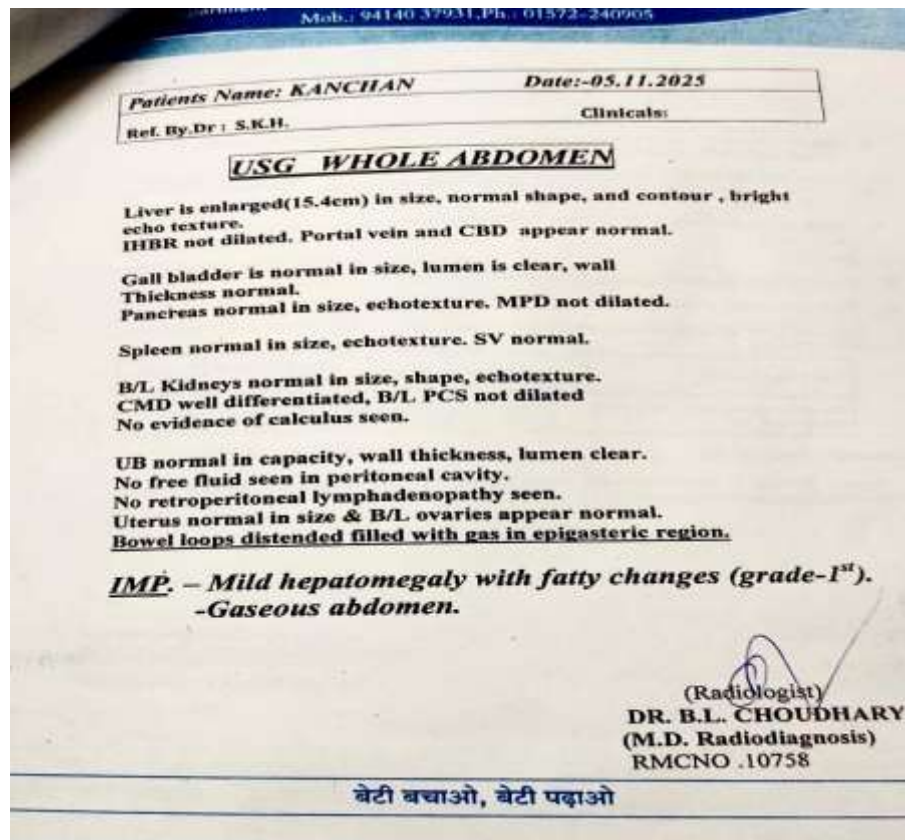 Mob.: 94140 37931,Ph.: 01572-240905
Patients Name: KANCHAN Date:-05.11.2025
Ref. By.Dr : S.K.H. Clinicals:
USG WHOLE ABDOMEN
Liver is enlarged(15.4cm) in size, normal shape, and contour , bright
echo texture.
IHBR not dilated. Portal vein and CBD appear normal.
Gall bladder is normal in size, lumen is clear, wall
Thickness normal.
Pancreas normal in size, echotexture. MPD not dilated.
Spleen normal in size, echotexture. SV normal.
B/L Kidneys normal in size, shape, echotexture.
CMD well differentiated, B/L PCS not dilated
No evidence of calculus seen.
UB normal in capacity, wall thickness, lumen clear.
No free fluid seen in peritoneal cavity.
No retroperitoneal lymphadenopathy seen.
Uterus normal in size & B/L ovaries appear normal.
Bowel loops distended filled with gas in epigasteric region.
IMP. – Mild hepatomegaly with fatty changes (grade-1st).
-Gaseous abdomen.
(Radiologist)
DR. B.L. CHOUDHARY
(M.D. Radiodiagnosis)
RMCNO .10758
बेटी बचाओ, बेटी पढ़ाओ